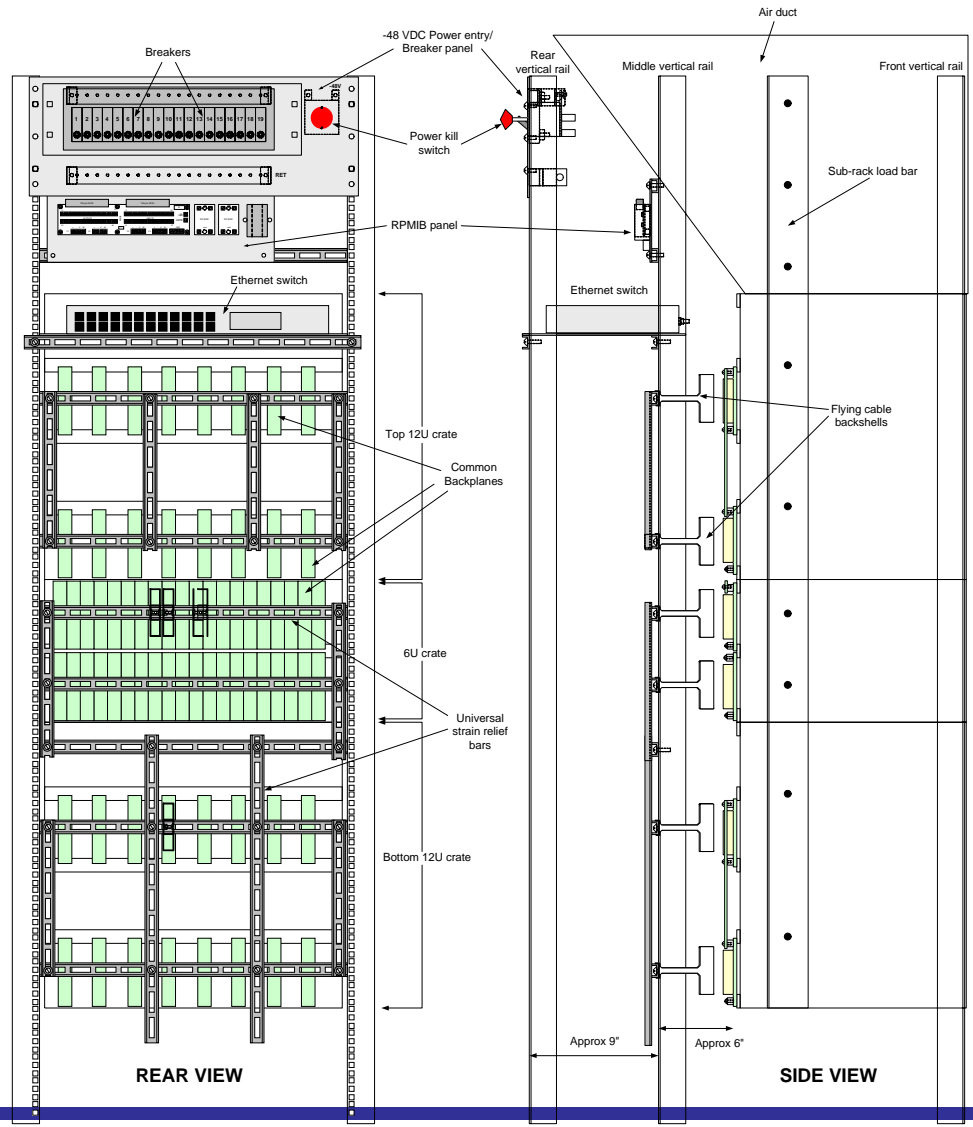 Air duct
-48 VDC Power entry/
Breaker panel
Breakers
Rear
vertical rail
Middle vertical rail
Front vertical rail
-48V
1 2 3 4 5 6 7 8 9 10 11 12 13 14 15 16 17 18 19
Power kill
switch
RET
Sub-rack load bar
RPMIB panel
Ethernet switch
Ethernet switch
Top 12U crate
Flying cable
backshells
Common
Backplanes
6U crate
Universal
strain relief
bars
Bottom 12U crate
Approx 9"
Approx 6"
REAR VIEW
SIDE VIEW